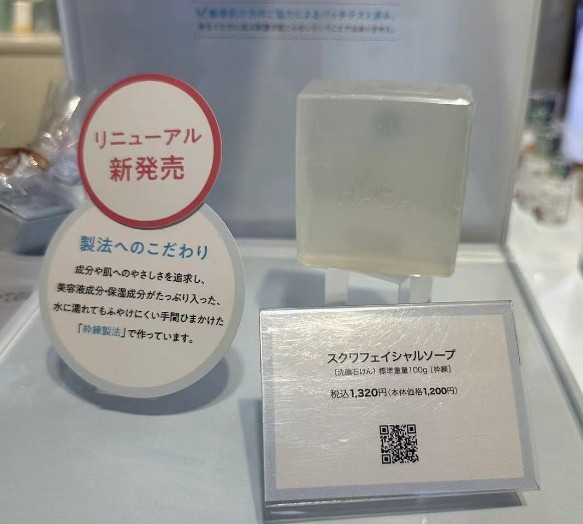 リニューアル
新発売
製法へのこだわり
成分や肌へのやさしさを追求し、
美容液成分・保湿成分がたっぷり入った、
水に濡れてもふやけにくい手間ひまかけた
「枠練製法」で作っています。
HABA
スクワフェイシャルソープ
〔洗顔石けん〕標準重量100g［枠練］
税込1,320円(本体価格1,200円)